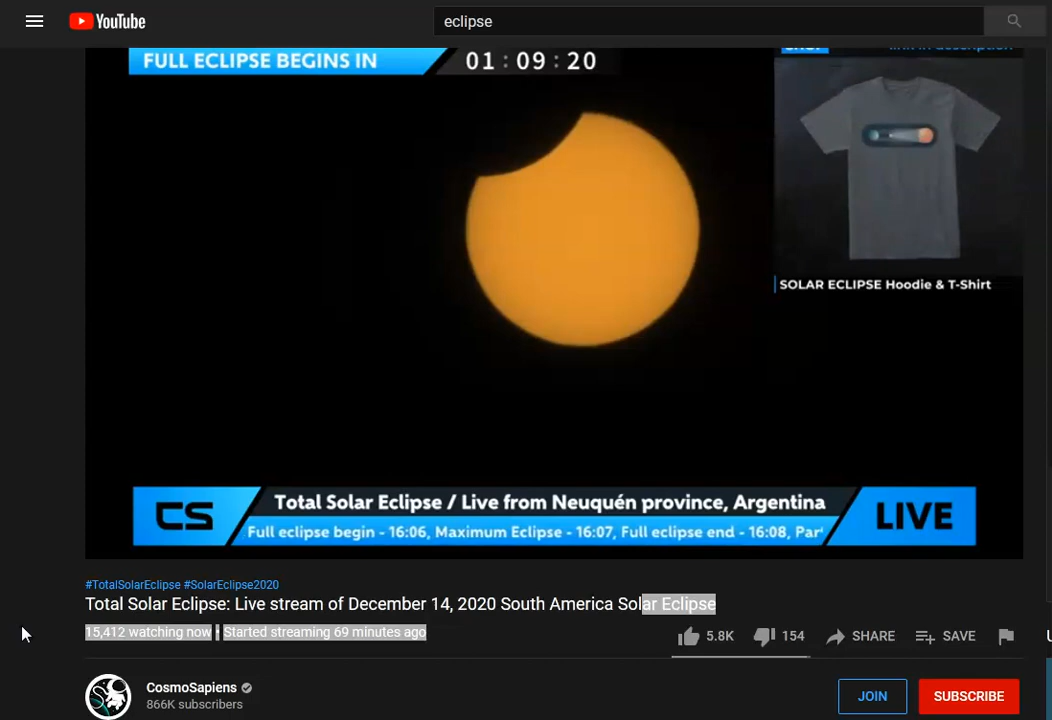 YouTube
eclipse
FULL ECLIPSE BEGINS IN
01 : 09 : 20
link in description
SOLAR ECLIPSE Hoodie & T-Shirt
CS
Total Solar Eclipse / Live from Neuquén province, Argentina
Full eclipse begin - 16:06, Maximum Eclipse - 16:07, Full eclipse end - 16:08,
LIVE
#TotalSolarEclipse #SolarEclipse2020
Total Solar Eclipse: Live stream of December 14, 2020 South America Solar Eclipse
15,412 watching now • Started streaming 69 minutes ago
5.8K
154
SHARE
SAVE
CosmoSapiens
866K subscribers
JOIN
SUBSCRIBE